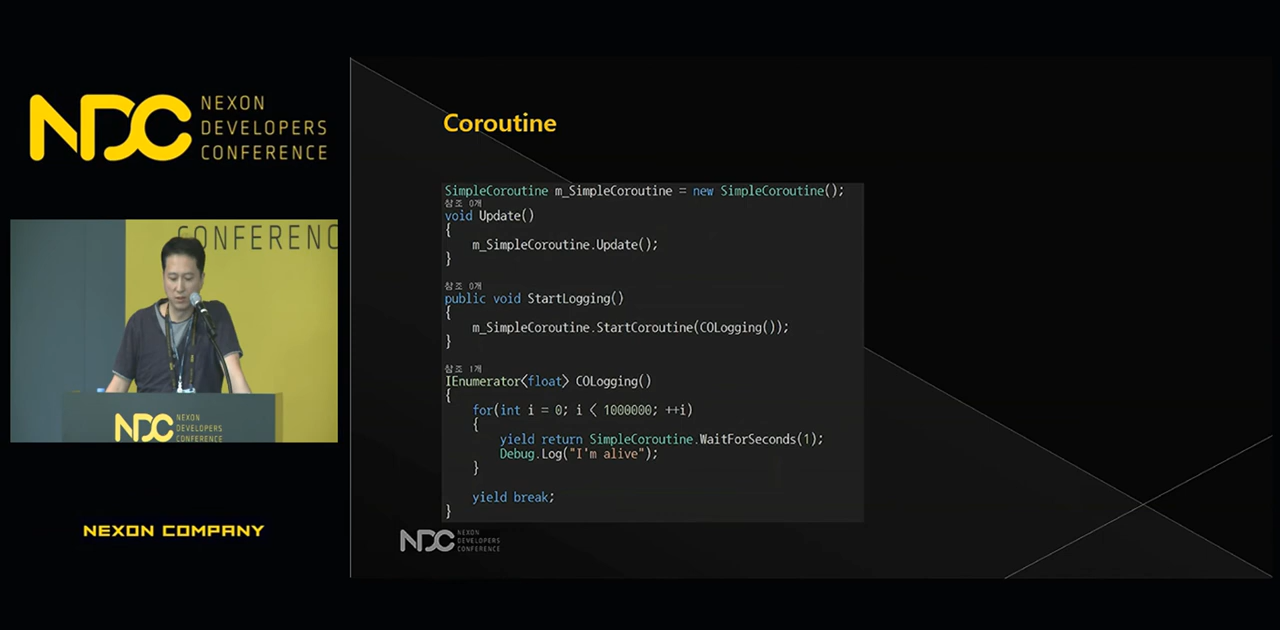 NDC
NEXON
DEVELOPERS
CONFERENCE
CONFERENC
NDC
NEXON
DEVELOPERS
CONFERENCE
NEXON COMPANY
Coroutine
SimpleCoroutine m_SimpleCoroutine = new SimpleCoroutine();
참조 0개
void Update()
{
m_SimpleCoroutine.Update();
}
참조 0개
public void StartLogging()
{
m_SimpleCoroutine.StartCoroutine(COLogging());
}
참조 1개
IEnumerator<float> COLogging()
{
for(int i = 0; i < 1000000; ++i)
{
yield return SimpleCoroutine.WaitForSeconds(1);
Debug.Log("I'm alive");
}
yield break;
}
NDC
NEXON
DEVELOPERS
CONFERENCE